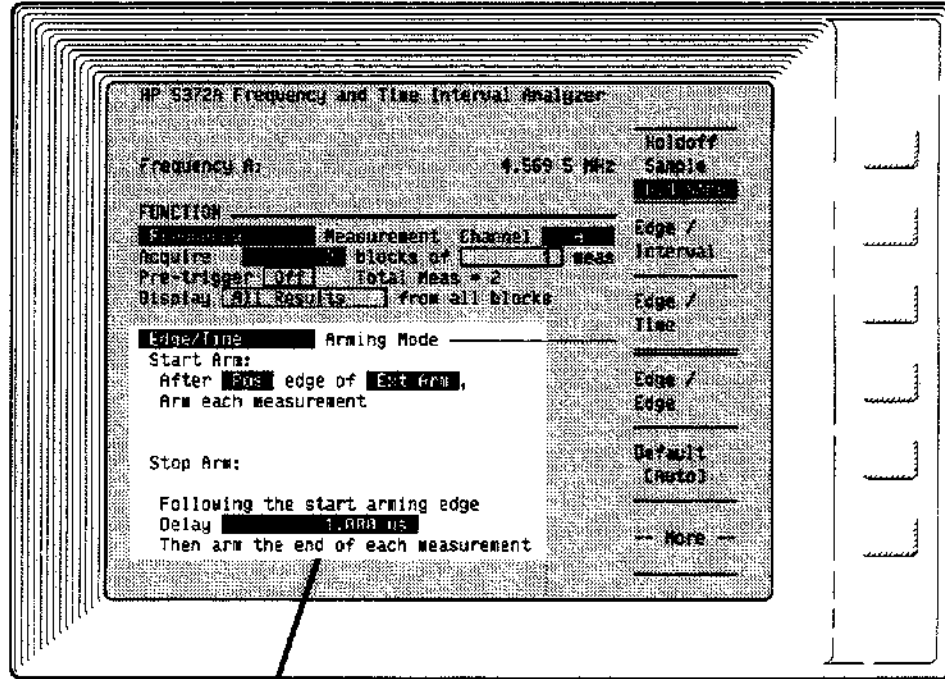 HP 5372A Frequency and Time Interval Analyzer
Frequency A: 4.569 5 MHz
FUNCTION
Frequency Measurement Channel A
Acquire blocks of 1 meas
Pre-trigger Off Total Meas = 2
Display All Results from all blocks
Edge/Time Arming Mode
Start Arm:
After Pos edge of Ext Arm,
Arm each measurement
Stop Arm:
Following the start arming edge
Delay 1.000 us
Then arm the end of each measurement
Holdoff
Sample
Edge /
Interval
Edge /
Time
Edge /
Edge
Default
(Auto)
-- More --